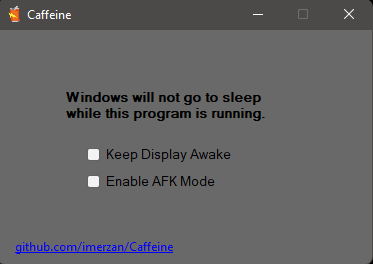 Caffeine
Windows will not go to sleep
while this program is running.
Keep Display Awake
Enable AFK Mode
github.com/imerzan/Caffeine